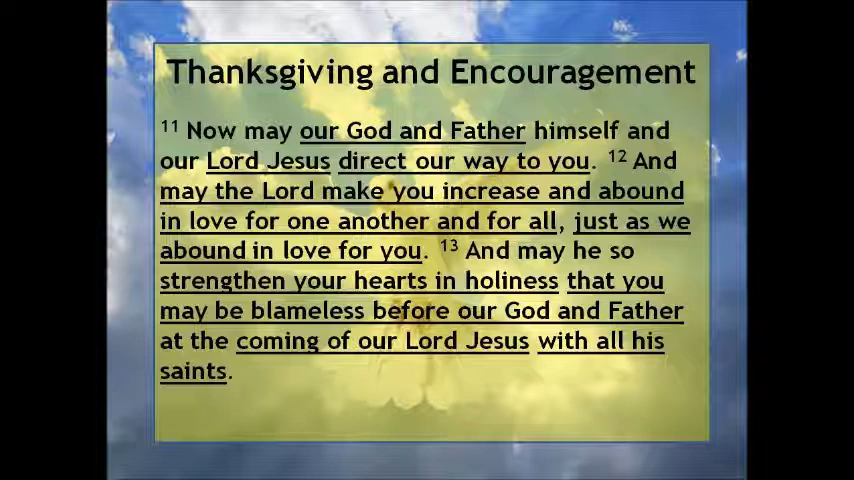 Thanksgiving and Encouragement
¹¹ Now may our God and Father himself and
our Lord Jesus direct our way to you. ¹² And
may the Lord make you increase and abound
in love for one another and for all, just as we
abound in love for you. ¹³ And may he so
strengthen your hearts in holiness that you
may be blameless before our God and Father
at the coming of our Lord Jesus with all his
saints.